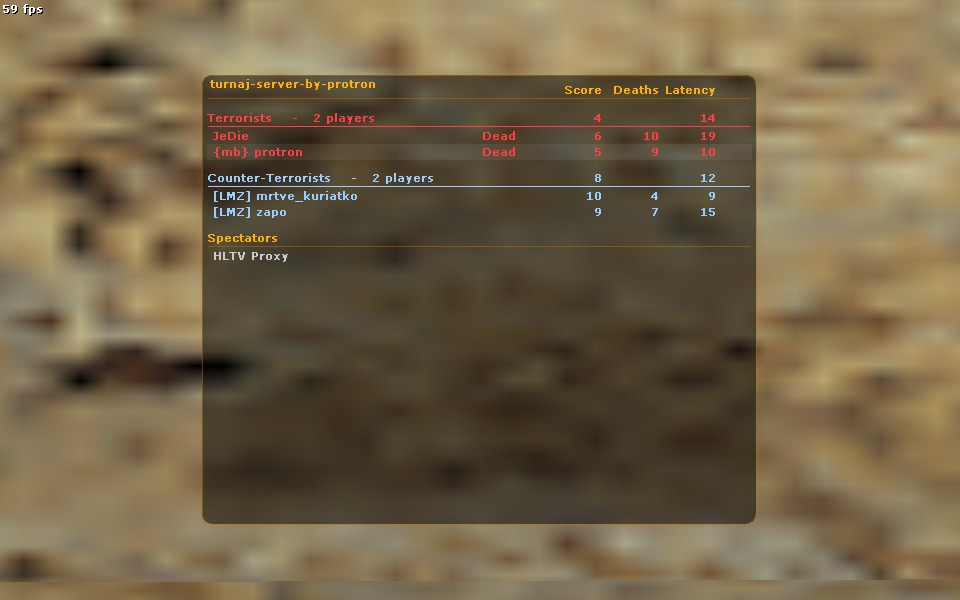 59 fps
turnaj-server-by-protron Score Deaths Latency
Terrorists - 2 players 4 14
JeDie Dead 6 10 19
{mb} protron Dead 5 9 10
Counter-Terrorists - 2 players 8 12
[LMZ] mrtve_kuriatko 10 4 9
[LMZ] zapo 9 7 15
Spectators
HLTV Proxy